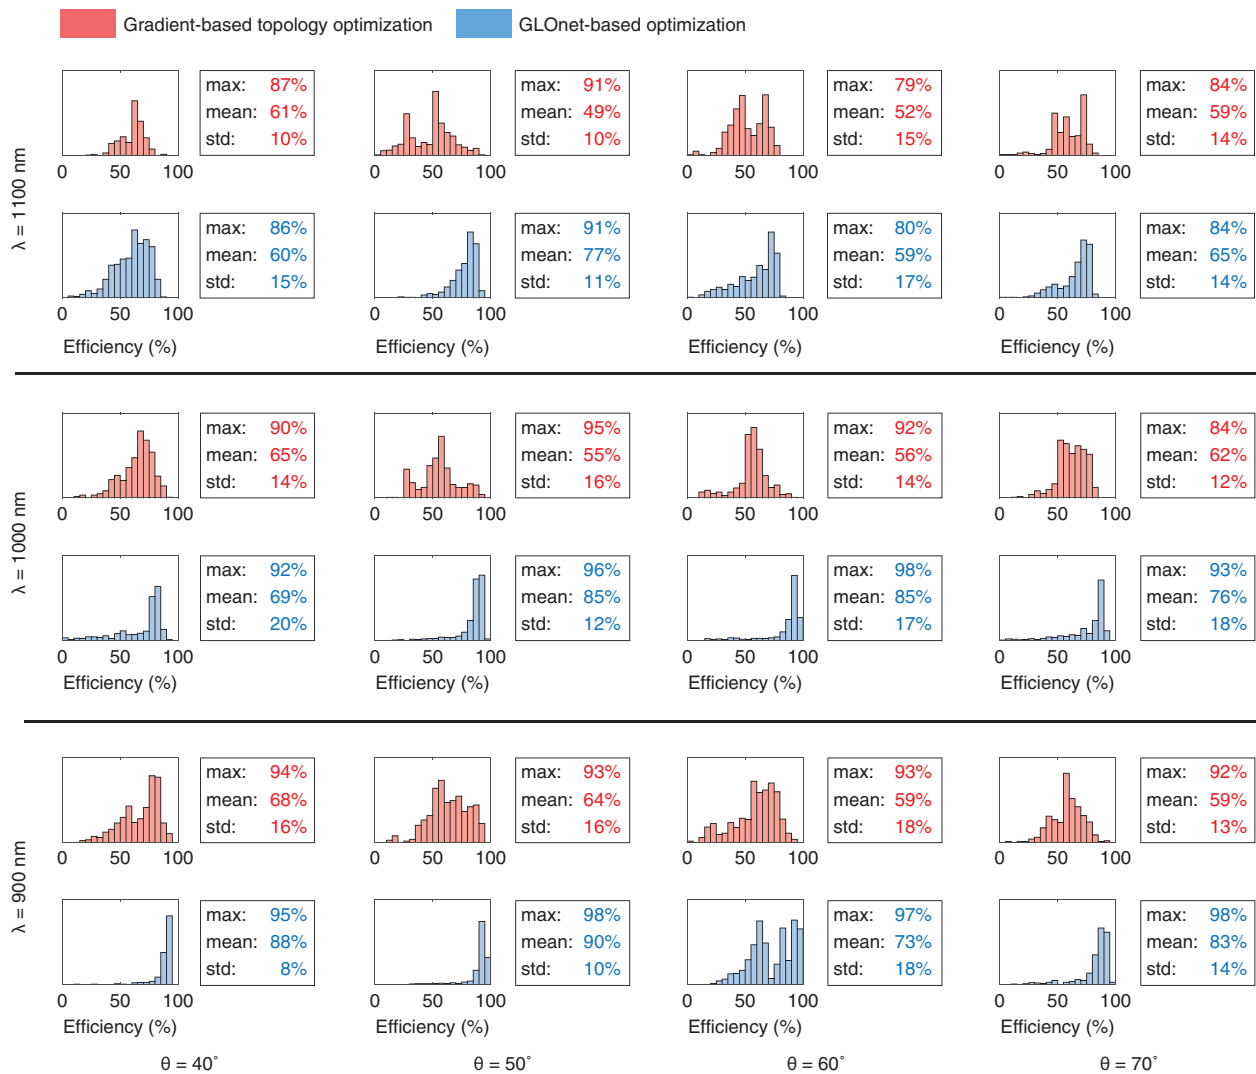 Gradient-based topology optimization GLOnet-based optimization
λ = 1100 nm
max: 87% max: 91% max: 79% max: 84%
mean: 61% mean: 49% mean: 52% mean: 59%
std: 10% std: 10% std: 15% std: 14%
0 50 100 0 50 100 0 50 100 0 50 100
max: 86% max: 91% max: 80% max: 84%
mean: 60% mean: 77% mean: 59% mean: 65%
std: 15% std: 11% std: 17% std: 14%
0 50 100 0 50 100 0 50 100 0 50 100
Efficiency (%) Efficiency (%) Efficiency (%) Efficiency (%)
λ = 1000 nm
max: 90% max: 95% max: 92% max: 84%
mean: 65% mean: 55% mean: 56% mean: 62%
std: 14% std: 16% std: 14% std: 12%
0 50 100 0 50 100 0 50 100 0 50 100
max: 92% max: 96% max: 98% max: 93%
mean: 69% mean: 85% mean: 85% mean: 76%
std: 20% std: 12% std: 17% std: 18%
0 50 100 0 50 100 0 50 100 0 50 100
Efficiency (%) Efficiency (%) Efficiency (%) Efficiency (%)
λ = 900 nm
max: 94% max: 93% max: 93% max: 92%
mean: 68% mean: 64% mean: 59% mean: 59%
std: 16% std: 16% std: 18% std: 13%
0 50 100 0 50 100 0 50 100 0 50 100
max: 95% max: 98% max: 97% max: 98%
mean: 88% mean: 90% mean: 73% mean: 83%
std: 8% std: 10% std: 18% std: 14%
0 50 100 0 50 100 0 50 100 0 50 100
Efficiency (%) Efficiency (%) Efficiency (%) Efficiency (%)
θ = 40° θ = 50° θ = 60° θ = 70°